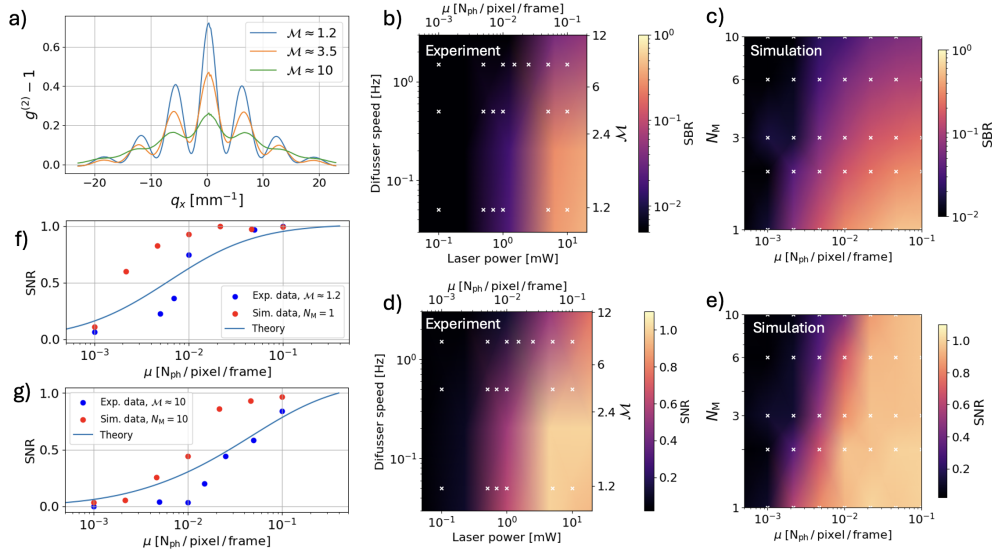 a)
0.6
0.4
0.2
0.0
g⁽²⁾ − 1
ℳ ≈ 1.2
ℳ ≈ 3.5
ℳ ≈ 10
−20
−10
0
10
20
qₓ [mm⁻¹]
b)
μ [Nₚₕ/pixel/frame]
10⁻³
10⁻²
10⁻¹
Experiment
10⁰
10⁻¹
Difusser speed [Hz]
12
6
2.4
1.2
ℳ
10⁻¹
10⁰
10¹
Laser power [mW]
10⁰
10⁻¹
10⁻²
SBR
c)
Simulation
10
6
3
2
1
N_M
10⁻³
10⁻²
10⁻¹
μ [Nₚₕ/pixel/frame]
10⁰
10⁻¹
10⁻²
SBR
f)
1.0
0.5
0.0
SNR
Exp. data, ℳ ≈ 1.2
Sim. data, N_M = 1
Theory
10⁻³
10⁻²
10⁻¹
μ [Nₚₕ / pixel / frame]
g)
1.0
0.5
0.0
SNR
Exp. data, ℳ ≈ 10
Sim. data, N_M = 10
Theory
10⁻³
10⁻²
10⁻¹
μ [Nₚₕ / pixel / frame]
d)
μ [Nₚₕ/pixel/frame]
10⁻³
10⁻²
10⁻¹
Experiment
10⁰
10⁻¹
Difusser speed [Hz]
12
6
2.4
1.2
ℳ
10⁻¹
10⁰
10¹
Laser power [mW]
1.0
0.8
0.6
0.4
0.2
SNR
e)
Simulation
10
6
3
2
1
N_M
10⁻³
10⁻²
10⁻¹
μ [Nₚₕ/pixel/frame]
1.0
0.8
0.6
0.4
0.2
SNR